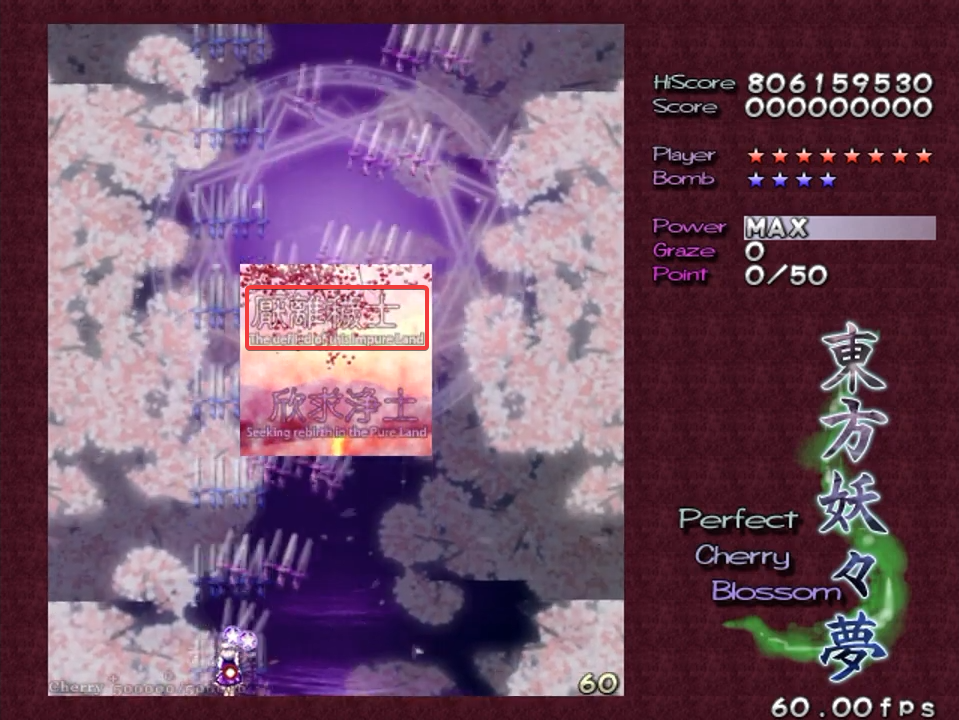 HiScore 806159530
Score 000000000
Player
Bomb
Power MAX
Graze 0
Point 0/50
厭離穢土
The defiled of this Impure Land
欣求浄土
Seeking rebirth in the Pure Land
東方妖々夢
Perfect
Cherry
Blossom
Cherry
60
60.00fps